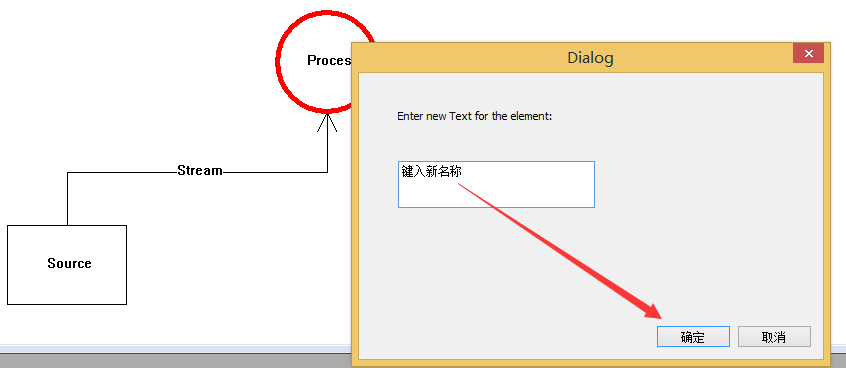 Proces
Stream
Source
Dialog
Enter new Text for the element:
键入新名称
确定
取消